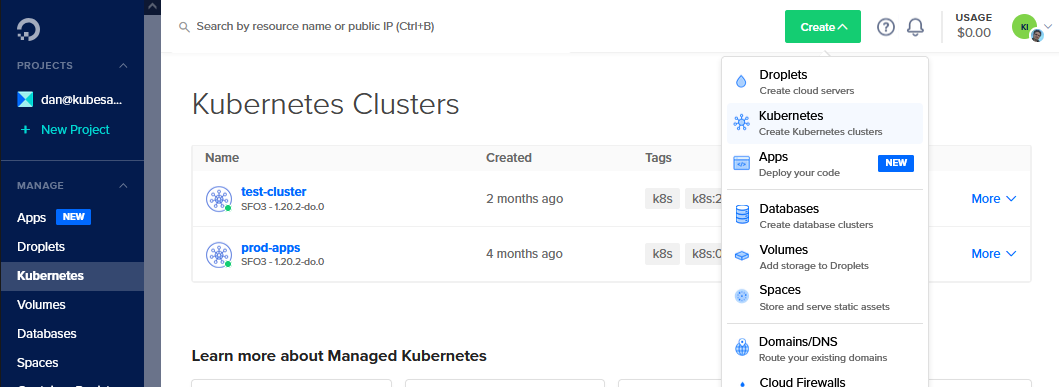 Search by resource name or public IP (Ctrl+B)
Create
USAGE
$0.00
KI
PROJECTS
dan@kubesa...
+ New Project
MANAGE
Apps NEW
Droplets
Kubernetes
Volumes
Databases
Spaces
Kubernetes Clusters
Name Created Tags
test-cluster
SFO3 - 1.20.2-do.0
2 months ago
k8s k8s:2
More
prod-apps
SFO3 - 1.20.2-do.0
4 months ago
k8s k8s:0
More
Learn more about Managed Kubernetes
Droplets
Create cloud servers
Kubernetes
Create Kubernetes clusters
Apps
Deploy your code
NEW
Databases
Create database clusters
Volumes
Add storage to Droplets
Spaces
Store and serve static assets
Domains/DNS
Route your existing domains
Cloud Firewalls